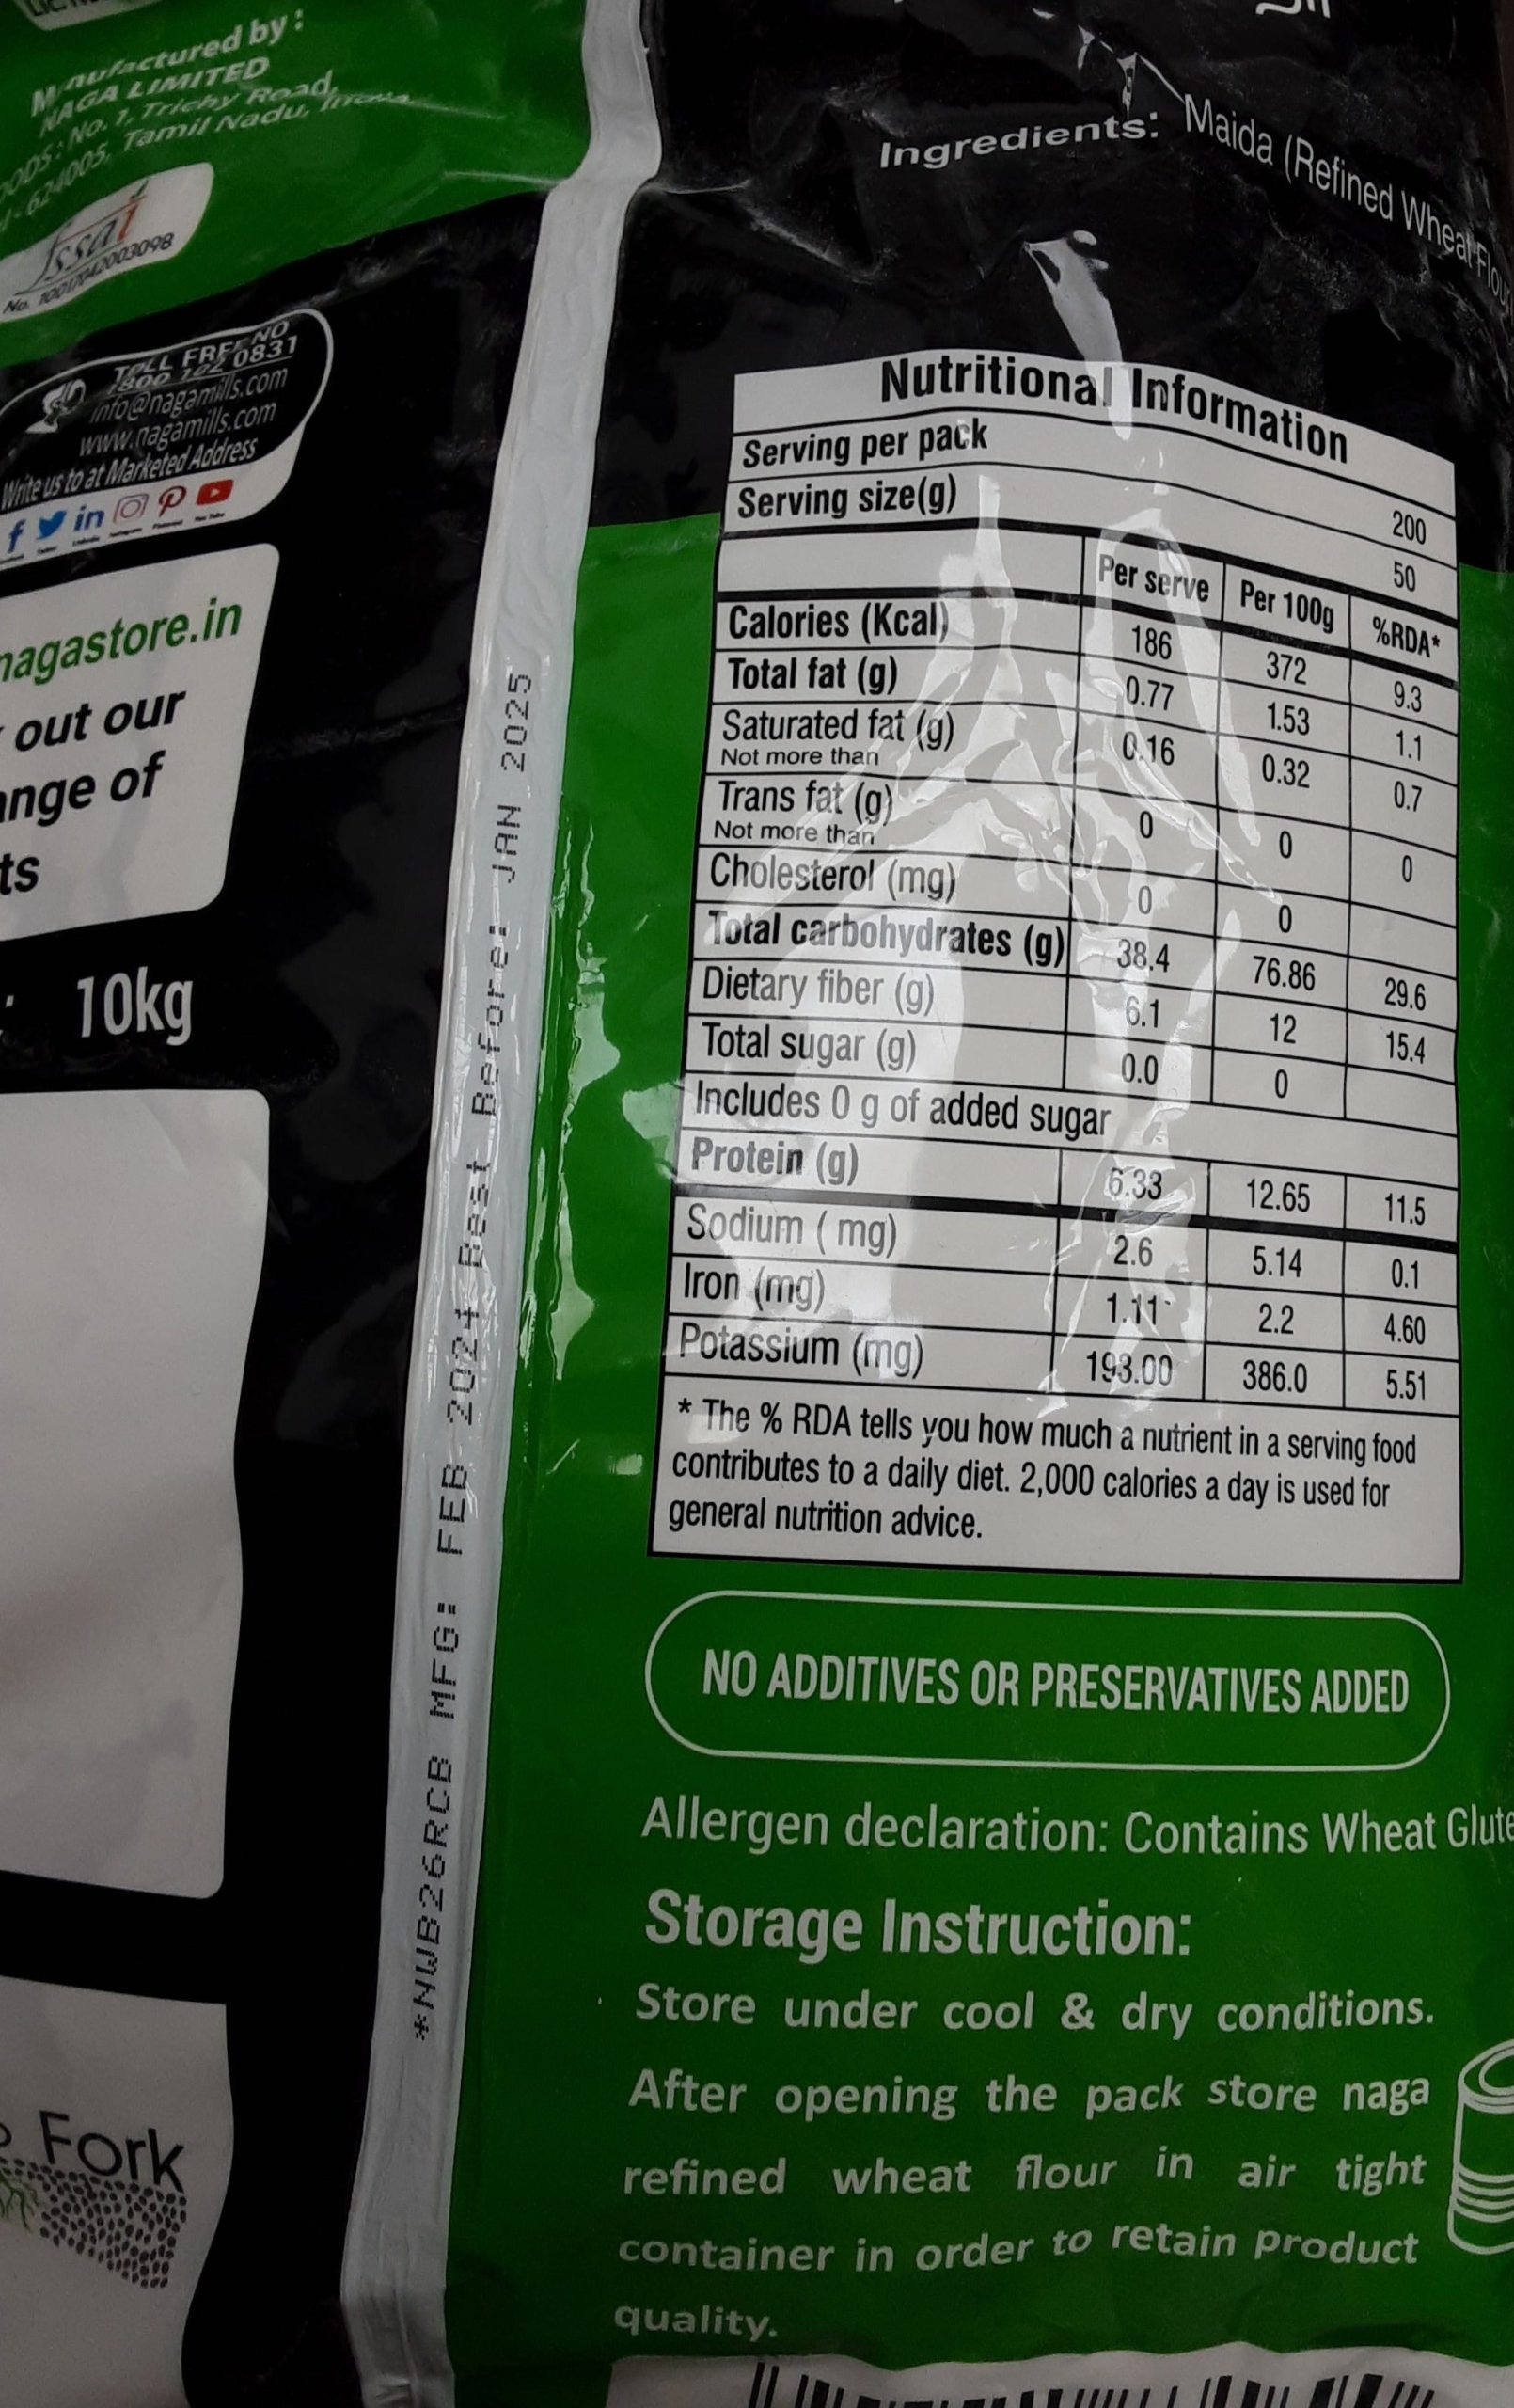 Manufactured by :
NAGA LIMITED
No. 1, Trichy Road,
624005, Tamil Nadu,
fssai
No. 10017042003098
TOLL FREE NO
1800 102 0831
info@nagamills.com
www.nagamills.com
Write us to at Marketed Address
nagastore.in
out our
ts
10kg
Fork
*NWB26RCB MFG: FEB 2024 Best Before: JAN 2025
Ingredients: Maida (Refined Wheat Flour
Nutritional Information
Serving per pack 200
Serving size(g) 50
Per serve Per 100g %RDA*
Calories (Kcal) 186 372 9.3
Total fat (g) 0.77 1.53 1.1
Saturated fat (g) 0.16 0.32 0.7
Not more than
Trans fat (g) 0 0 0
Not more than
Cholesterol (mg) 0 0
Total carbohydrates (g) 38.4 76.86 29.6
Dietary fiber (g) 6.1 12 15.4
Total sugar (g) 0.0 0
Includes 0 g of added sugar
Protein (g) 6.33 12.65 11.5
Sodium ( mg) 2.6 5.14 0.1
Iron (mg) 1.11 2.2 4.60
Potassium (mg) 193.00 386.0 5.51
* The % RDA tells you how much a nutrient in a serving food
contributes to a daily diet. 2,000 calories a day is used for
general nutrition advice.
NO ADDITIVES OR PRESERVATIVES ADDED
Allergen declaration: Contains Wheat Glute
Storage Instruction:
Store under cool & dry conditions.
After opening the pack store naga
refined wheat flour in air tight
container in order to retain product
quality.